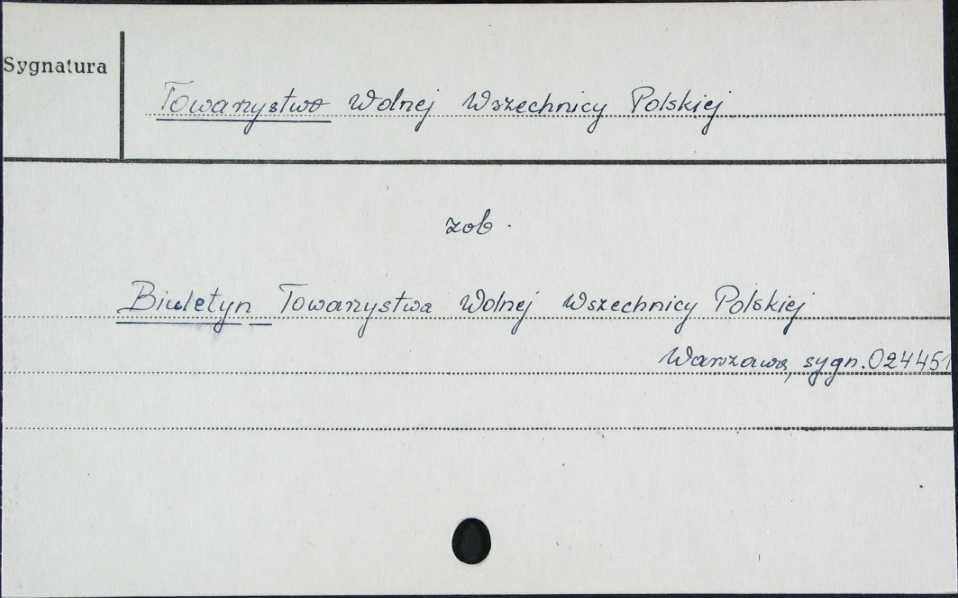 Sygnatura
Towarzystwo Wolnej Wszechnicy Polskiej
zob.
Biuletyn Towarzystwa Wolnej Wszechnicy Polskiej
Warszawa, sygn. 024451